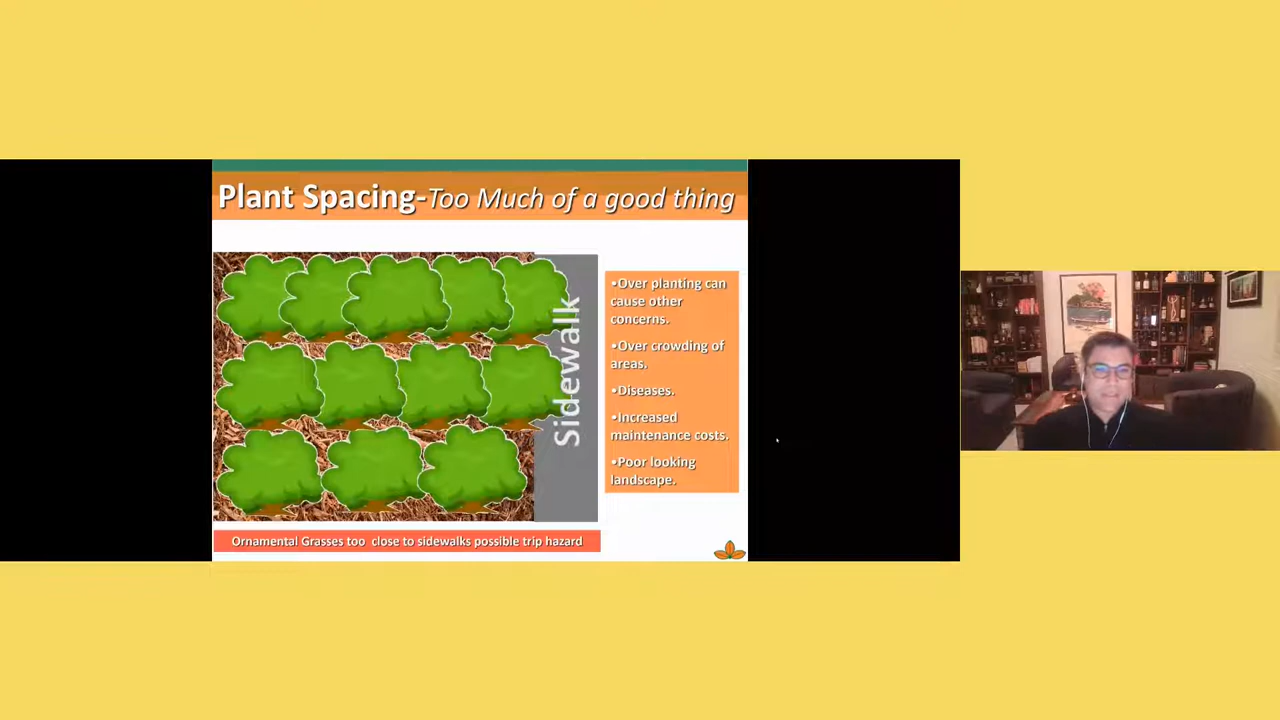 Plant Spacing-Too Much of a good thing
Sidewalk
•Over planting can
cause other
concerns.
•Over crowding of
areas.
•Diseases.
•Increased
maintenance costs.
•Poor looking
landscape.
Ornamental Grasses too close to sidewalks possible trip hazard